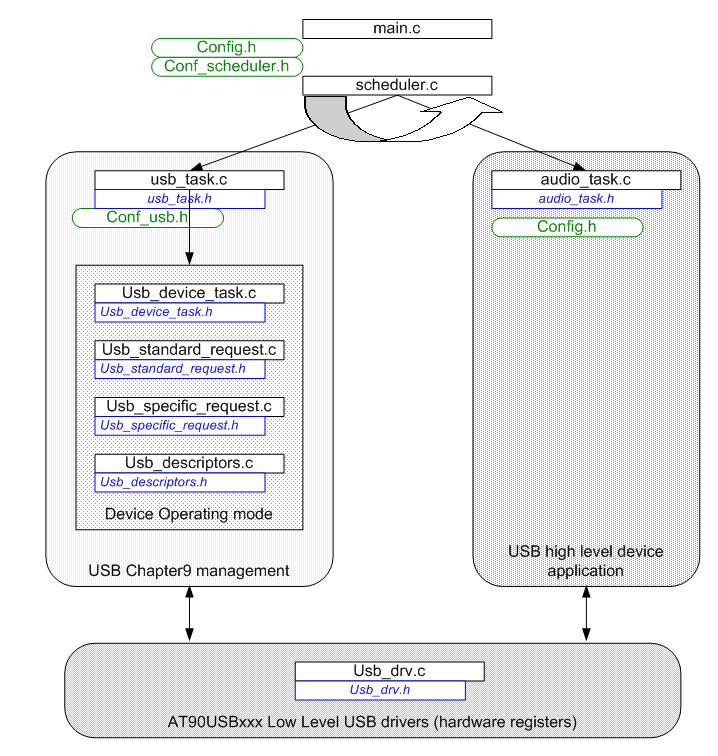 main.c
Config.h
Conf_scheduler.h
scheduler.c
usb_task.c
usb_task.h
Conf_usb.h
Usb_device_task.c
Usb_device_task.h
Usb_standard_request.c
Usb_standard_request.h
Usb_specific_request.c
Usb_specific_request.h
Usb_descriptors.c
Usb_descriptors.h
Device Operating mode
USB Chapter9 management
audio_task.c
audio_task.h
Config.h
USB high level device
application
Usb_drv.c
Usb_drv.h
AT90USBxxx Low Level USB drivers (hardware registers)